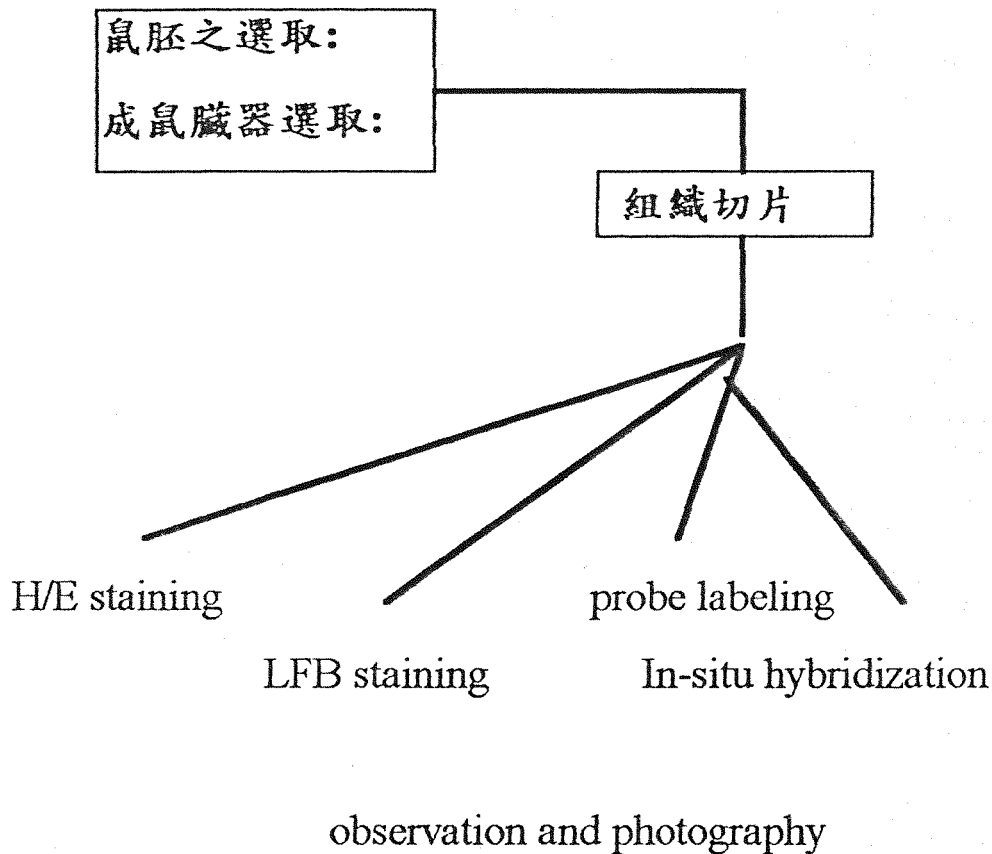 鼠胚之選取:
成鼠臟器選取:
組織切片
H/E staining
probe labeling
LFB staining
In-situ hybridization
observation and photography